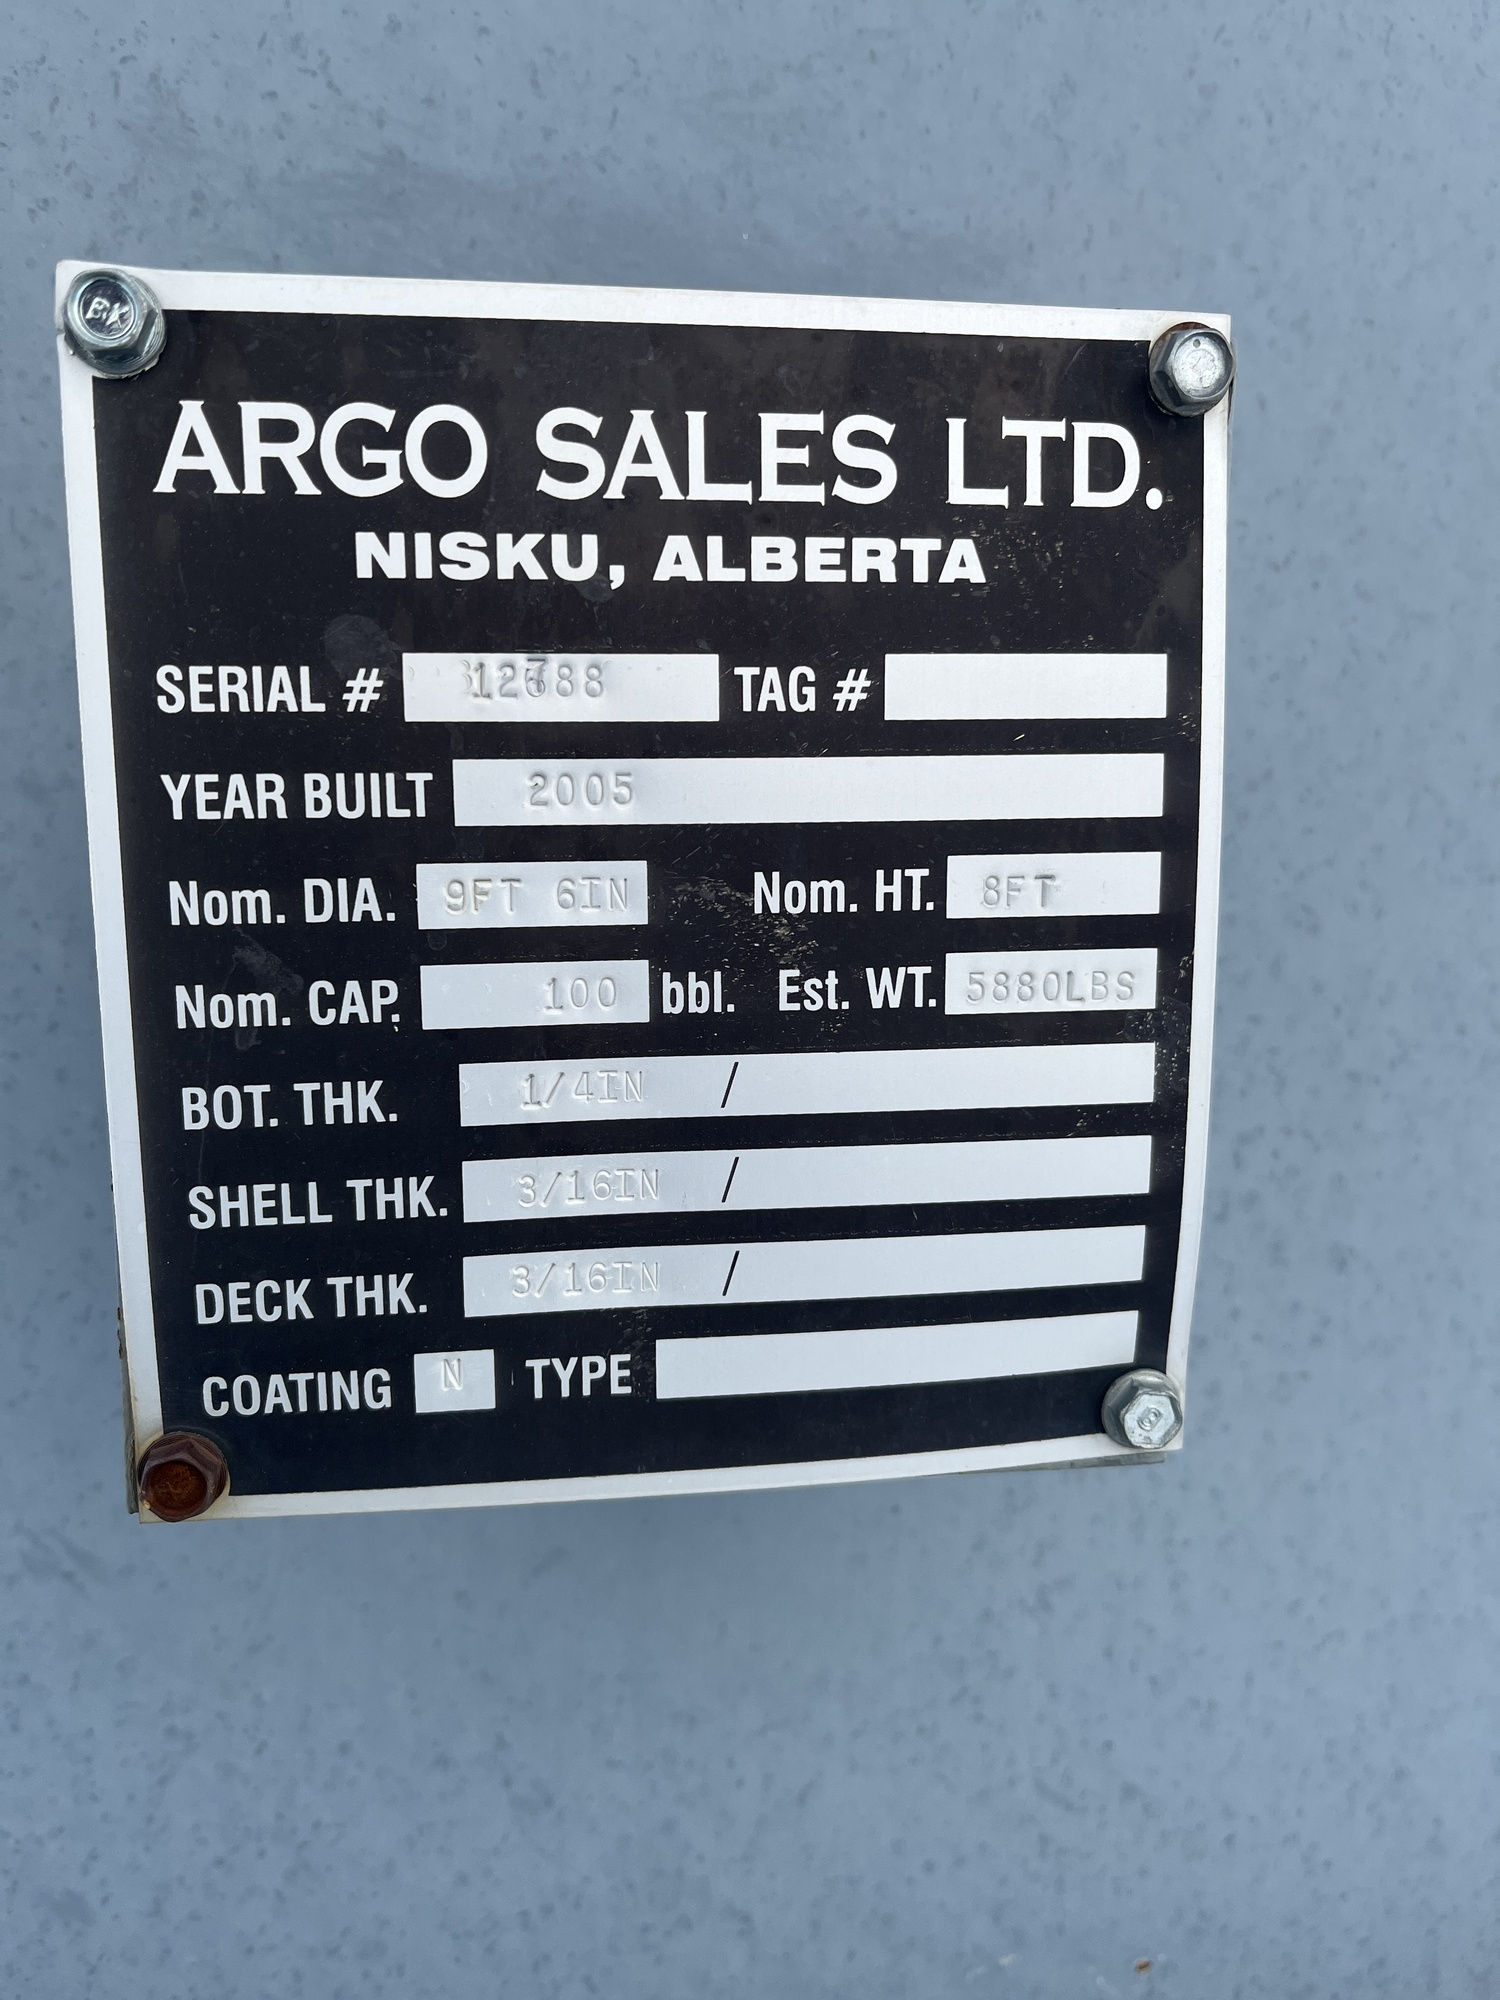 ARGO SALES LTD.
NISKU, ALBERTA
SERIAL # TAG #
YEAR BUILT 2005
Nom. DIA. 9FT 6IN Nom. HT. 8FT
Nom. CAP. 100 bbl. Est. WT. 5880LBS
BOT. THK. 1/4IN /
SHELL THK. 3/16IN /
DECK THK. 3/16IN /
COATING N TYPE